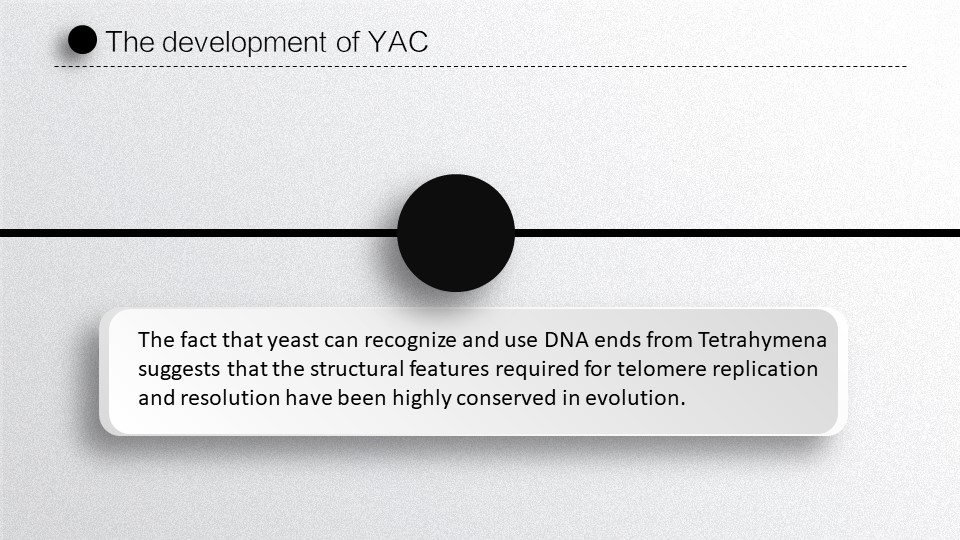 The development of YAC
The fact that yeast can recognize and use DNA ends from Tetrahymena
suggests that the structural features required for telomere replication
and resolution have been highly conserved in evolution.